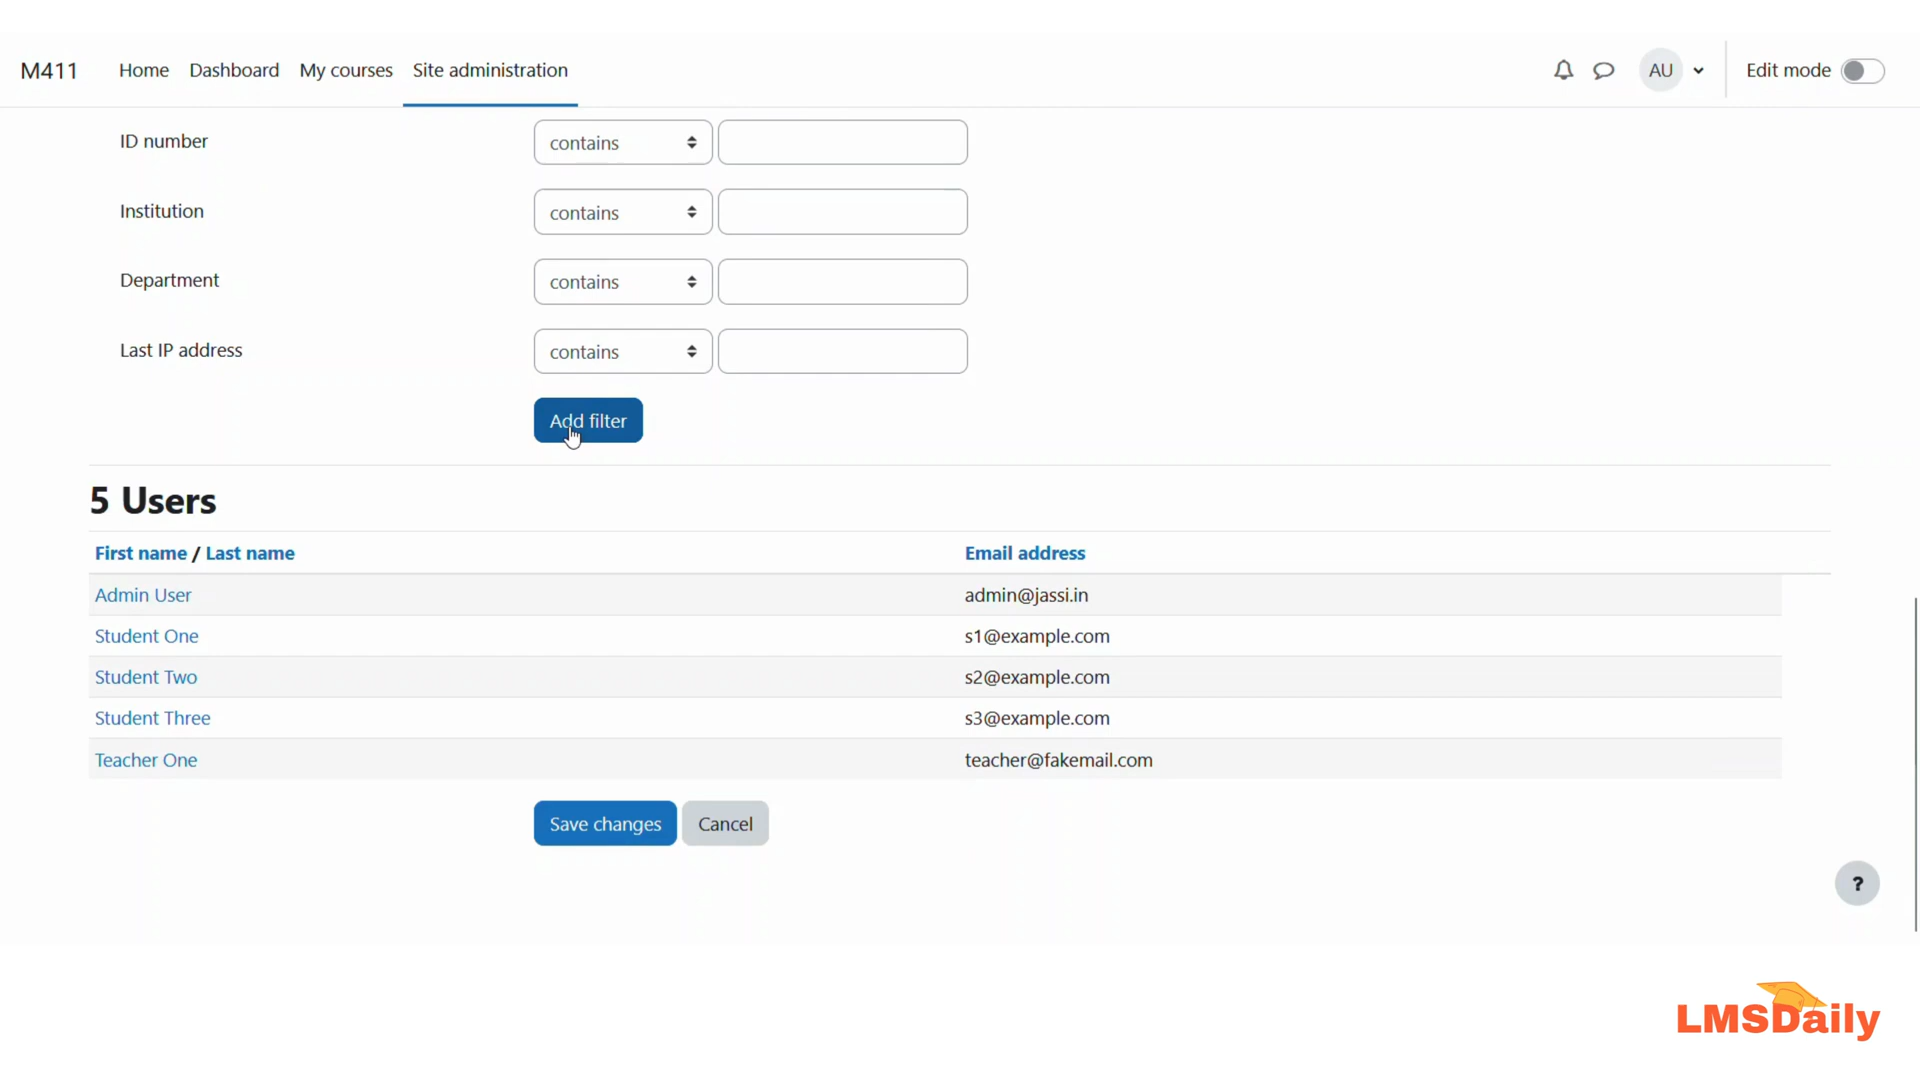 M411 Home Dashboard My courses Site administration AU Edit mode
ID number contains
Institution contains
Department contains
Last IP address contains
Add filter
5 Users
First name / Last name Email address
Admin User admin@jassi.in
Student One s1@example.com
Student Two s2@example.com
Student Three s3@example.com
Teacher One teacher@fakemail.com
Save changes Cancel
?
LMSDaily